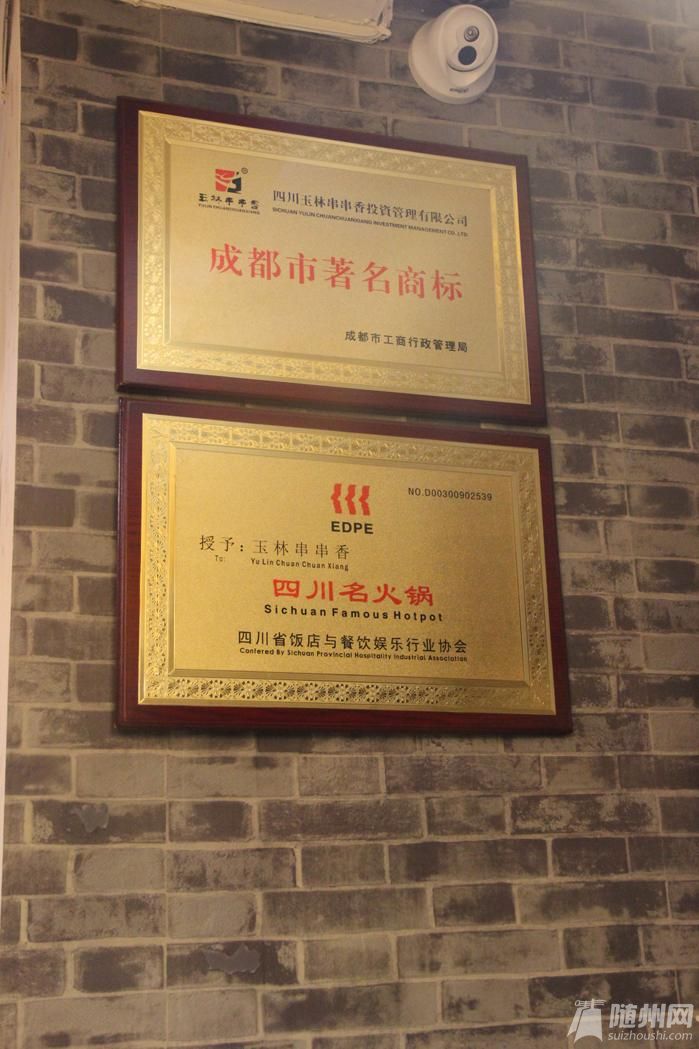 玉林串串香
YULIN CHUANCHUANXIANG
四川玉林串串香投資管理有限公司
SICHUAN YULIN CHUANCHUANXIANG INVESTMENT MANAGEMENT CO., LTD
成都市著名商标
成都市工商行政管理局
EDPE
NO.D00300902539
授予：玉林串串香
To: Yu Lin Chuan Chuan Xiang
四川名火锅
Sichuan Famous Hotpot
四川省饭店与餐饮娱乐行业协会
Confered By Sichuan Provincial Hospitality Industrial Association
随州网
suizhoushi.com